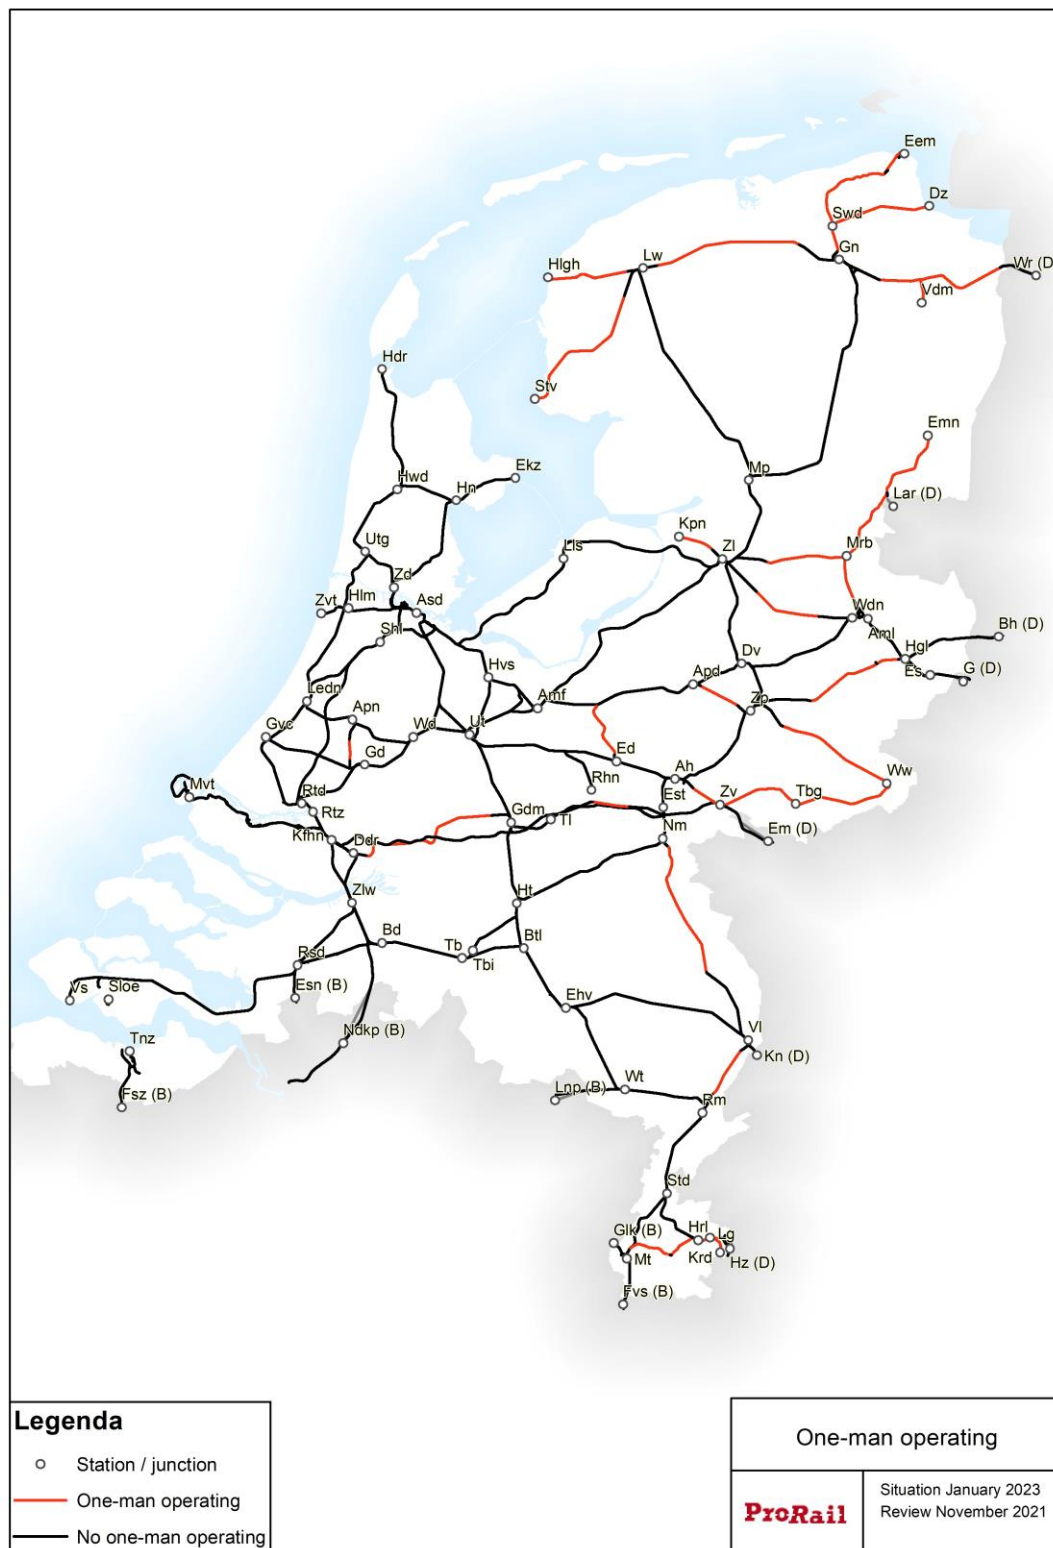 Eem
Dz
Swd
Gn
Lw
Hlgh
Wr (D
Vdm
Hdr
Stv
Emn
Ekz
Mp
Hwd
Hn
Lar (D)
Kpn
Utg
Lls
Zl
Mrb
Zd
Zvt
Hlm
Asd
Wdn
Aml
Bh (D)
Shl
Hgl
Dv
Es
G (D)
Hvs
Apd
Ledn
Amf
Zp
Apn
Gvc
Wd
Ut
Gd
Ed
Ah
Ww
Mvt
Rhn
Zv
Tbg
Rtd
Est
Rtz
Gdm
Tl
Nm
Em (D)
Kfhn
Ddr
Zlw
Ht
Bd
Tb
Btl
Rsd
Tbi
Vs
Sloe
Esn (B)
Ehv
Ndkp (B)
Tnz
Vl
Kn (D)
Fsz (B)
Lnp (B)
Wt
Rm
Std
Glk (B)
Hrl
Lg
Mt
Krd
Hz (D)
Fvs (B)
Legenda
Station / junction
One-man operating
No one-man operating
One-man operating
ProRail
Situation January 2023
Review November 2021